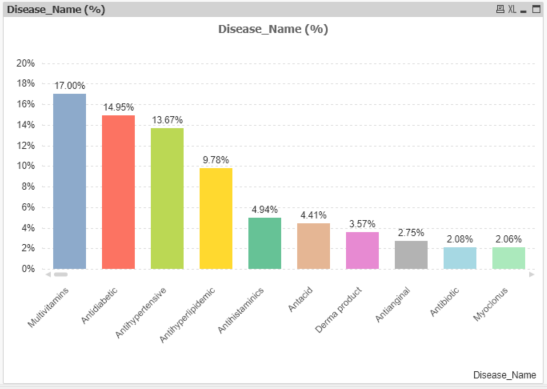 Disease_Name (%)
XL
Disease_Name (%)
20%
18%
16%
14%
12%
10%
8%
6%
4%
2%
0%
17.00%
14.95%
13.67%
9.78%
4.94%
4.41%
3.57%
2.75%
2.08%
2.06%
Multivitamins
Antidiabetic
Antihypertensive
Antihyperlipidemic
Antihistaminics
Antacid
Derma product
Antianginal
Antibiotic
Myoclonus
Disease_Name